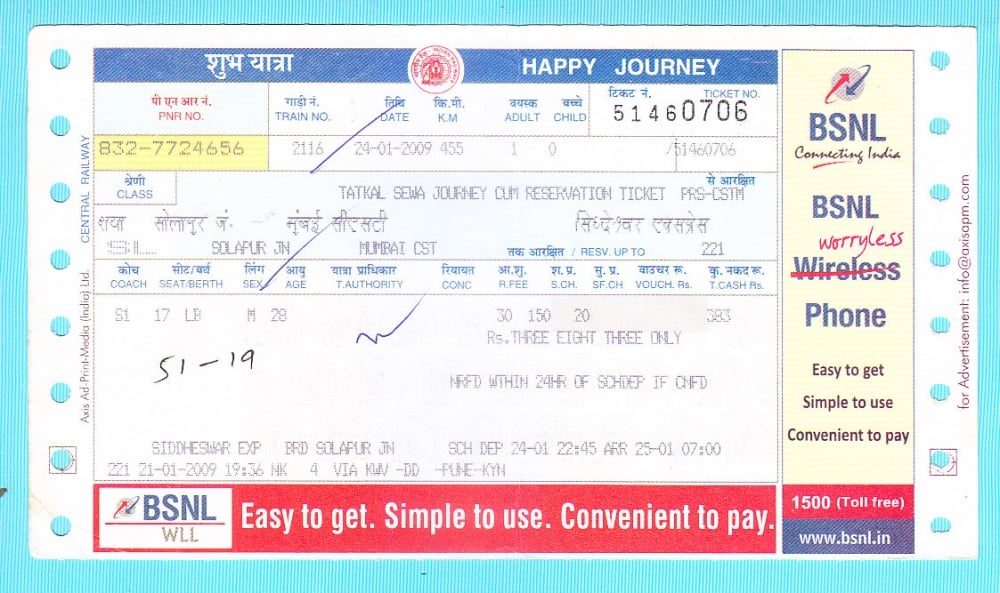 शुभ यात्रा HAPPY JOURNEY
पी एन आर नं. गाड़ी नं. तिथि कि.मी. वयस्क बच्चे टिकट नं. TICKET NO.
PNR NO. TRAIN NO. DATE K.M ADULT CHILD 51460706
832-7724656 2116 24-01-2009 455 1 0 /51460706
श्रेणी से आरक्षित
CLASS TATKAL SEWA JOURNEY CUM RESERVATION TICKET PRS-CSTM
शया सोलापुर जं. मुंबई सीएसटी सिध्देश्वर एक्सप्रेस
SL SOLAPUR JN MUMBAI CST तक आरक्षित / RESV. UP TO 221
कोच सीट/बर्थ लिंग आयु यात्रा प्राधिकार रियायत आ.शु. श.प्र. सु.प्र. वाउचर रू. कु. नकद रू.
COACH SEAT/BERTH SEX AGE T.AUTHORITY CONC R.FEE S.CH. SF.CH VOUCH. Rs. T.CASH Rs.
S1 17 LB M 28 30 150 20 383
Rs.THREE EIGHT THREE ONLY
S1-19
NRFD WTHIN 24HR OF SCHDEP IF CNFD
SIDDHESWAR EXP BRD SOLAPUR JN SCH DEP 24-01 22:45 ARR 25-01 07:00
221 21-01-2009 19:36 NK 4 VIA KWV -DD -PUNE-KYN
BSNL
WLL
Easy to get. Simple to use. Convenient to pay.
BSNL
Connecting India
BSNL
worryless
Wireless
Phone
Easy to get
Simple to use
Convenient to pay
1500 (Toll free)
www.bsnl.in
CENTRAL RAILWAY
Axis Ad-Print-Media (India) Ltd.
for Advertisement: info@axisapm.com